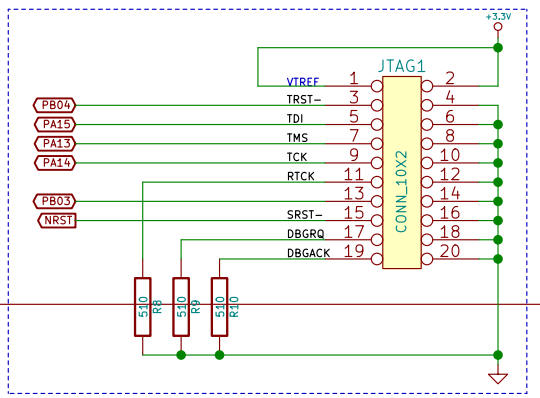 +3.3V
JTAG1
VTREF 1 2
PB04 TRST- 3 4
PA15 TDI 5 6
PA13 TMS 7 8
PA14 TCK 9 10
RTCK 11 12
PB03 13 14
NRST SRST- 15 16
DBGRQ 17 18
DBGACK 19 20
CONN_10X2
510 R8 510 R9 510 R10